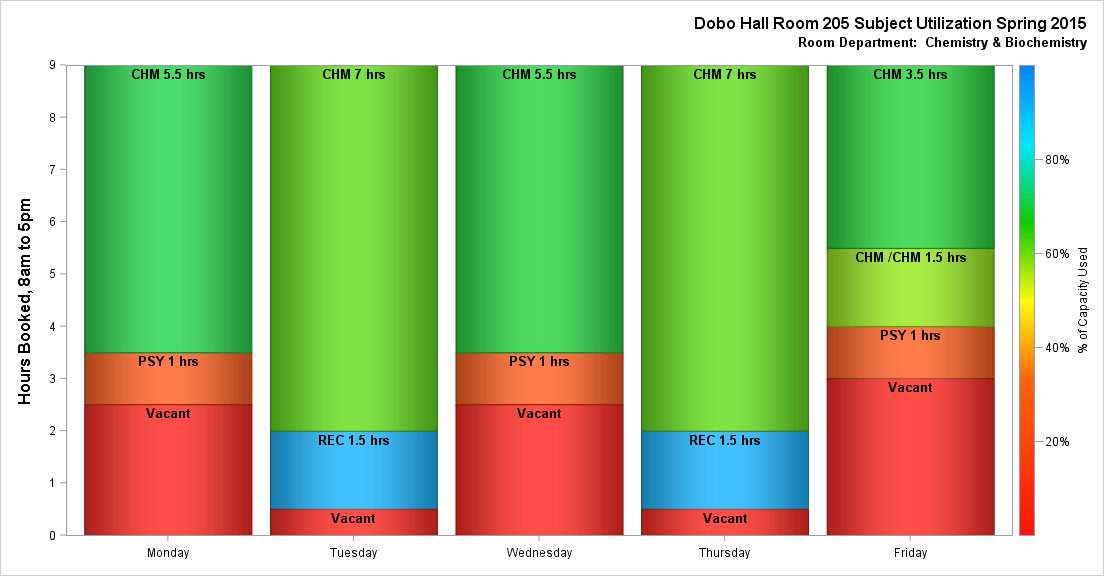 Dobo Hall Room 205 Subject Utilization Spring 2015
Room Department:  Chemistry & Biochemistry
Hours Booked, 8am to 5pm
9
8
7
6
5
4
3
2
1
0
CHM 5.5 hrs
PSY 1 hrs
Vacant
CHM 7 hrs
REC 1.5 hrs
Vacant
CHM 5.5 hrs
PSY 1 hrs
Vacant
CHM 7 hrs
REC 1.5 hrs
Vacant
CHM 3.5 hrs
CHM /CHM 1.5 hrs
PSY 1 hrs
Vacant
Monday
Tuesday
Wednesday
Thursday
Friday
80%
60%
40%
20%
% of Capacity Used